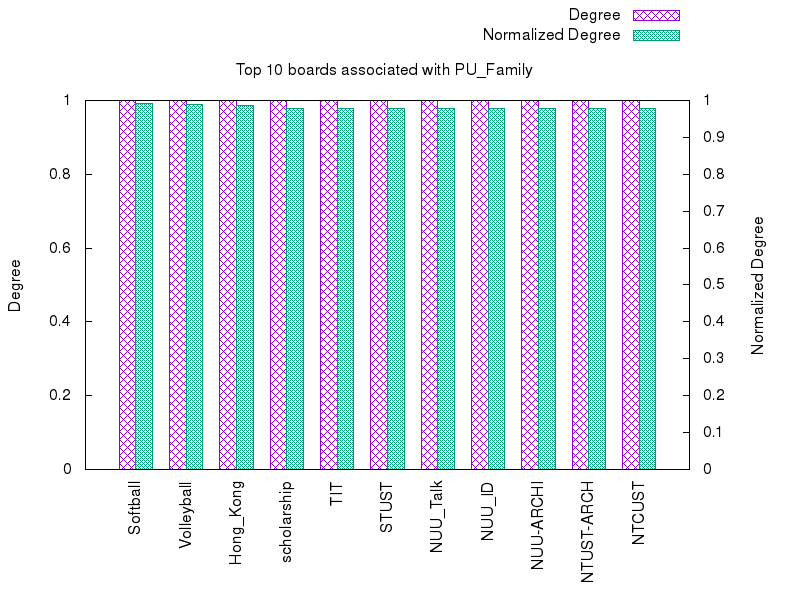 Degree
Normalized Degree
Top 10 boards associated with PU_Family
1
0.8
0.6
0.4
0.2
0
Degree
1
0.9
0.8
0.7
0.6
0.5
0.4
0.3
0.2
0.1
0
Normalized Degree
Softball
Volleyball
Hong_Kong
scholarship
TIT
STUST
NUU_Talk
NUU_ID
NUU-ARCHI
NTUST-ARCH
NTCUST